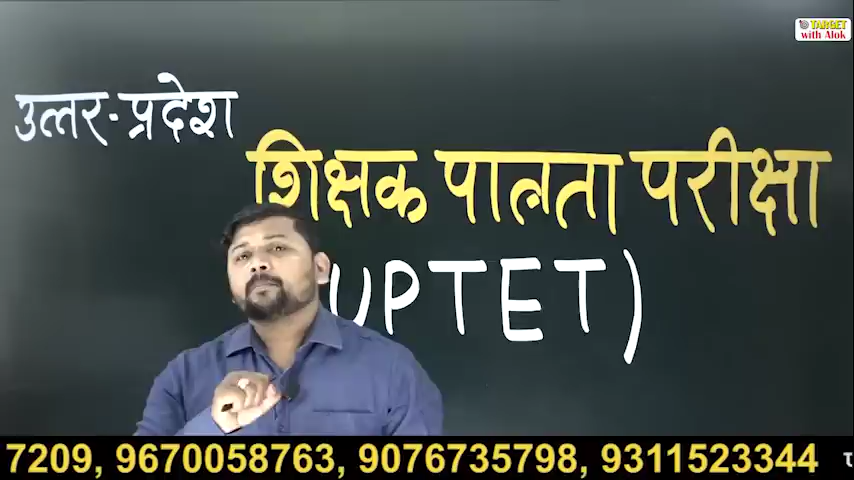 TARGET
with Alok
उत्तर-प्रदेश
शिक्षक पात्रता परीक्षा
UPTET)
7209, 9670058763, 9076735798, 9311523344